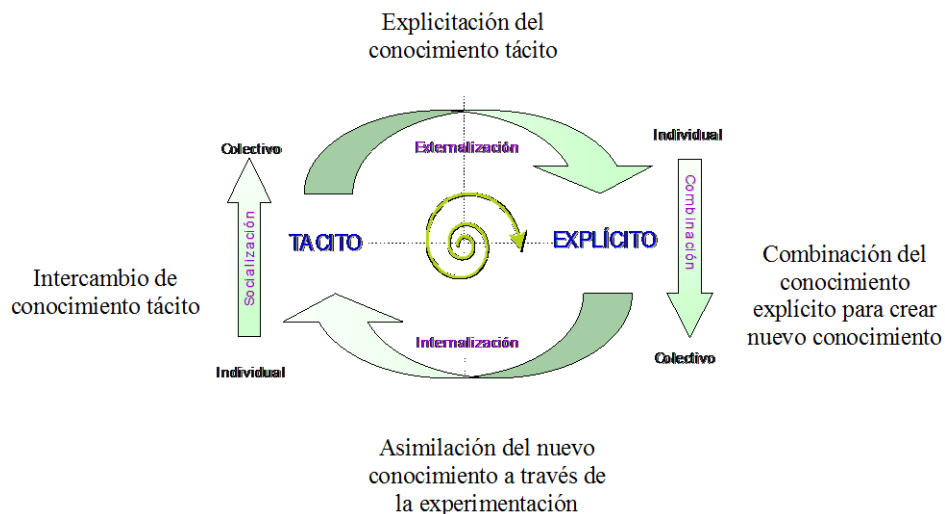 Explicitación del
conocimiento tácito
Colectivo
Externalización
Individual
Socialización
TACITO
EXPLÍCITO
Combinación
Intercambio de
conocimiento tácito
Combinación del
conocimiento
explícito para crear
nuevo conocimiento
Individual
Internalización
Colectivo
Asimilación del nuevo
conocimiento a través de
la experimentación